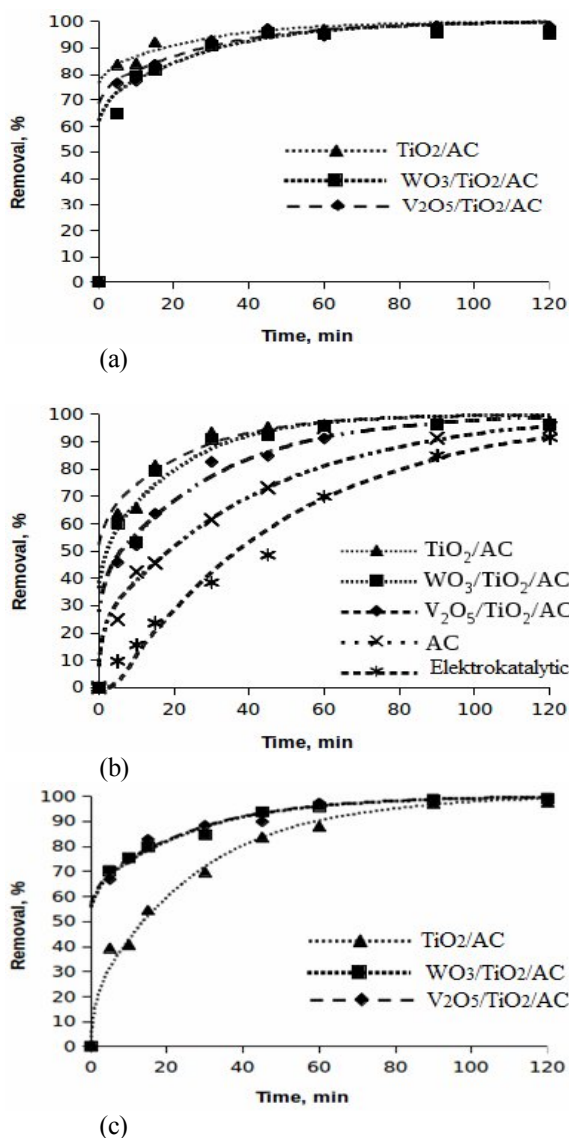 100
90
80
70
60
50
40
30
20
10
0
Removal, %
TiO2/AC
WO3/TiO2/AC
V2O5/TiO2/AC
0 20 40 60 80 100 120
Time, min
(a)
100
90
80
70
60
50
40
30
20
10
0
Removal, %
TiO2/AC
WO3/TiO2/AC
V2O5/TiO2/AC
AC
Elektrokatalytic
0 20 40 60 80 100 120
Time, min
(b)
100
90
80
70
60
50
40
30
20
10
0
Removal, %
TiO2/AC
WO3/TiO2/AC
V2O5/TiO2/AC
0 20 40 60 80 100 120
Time, min
(c)